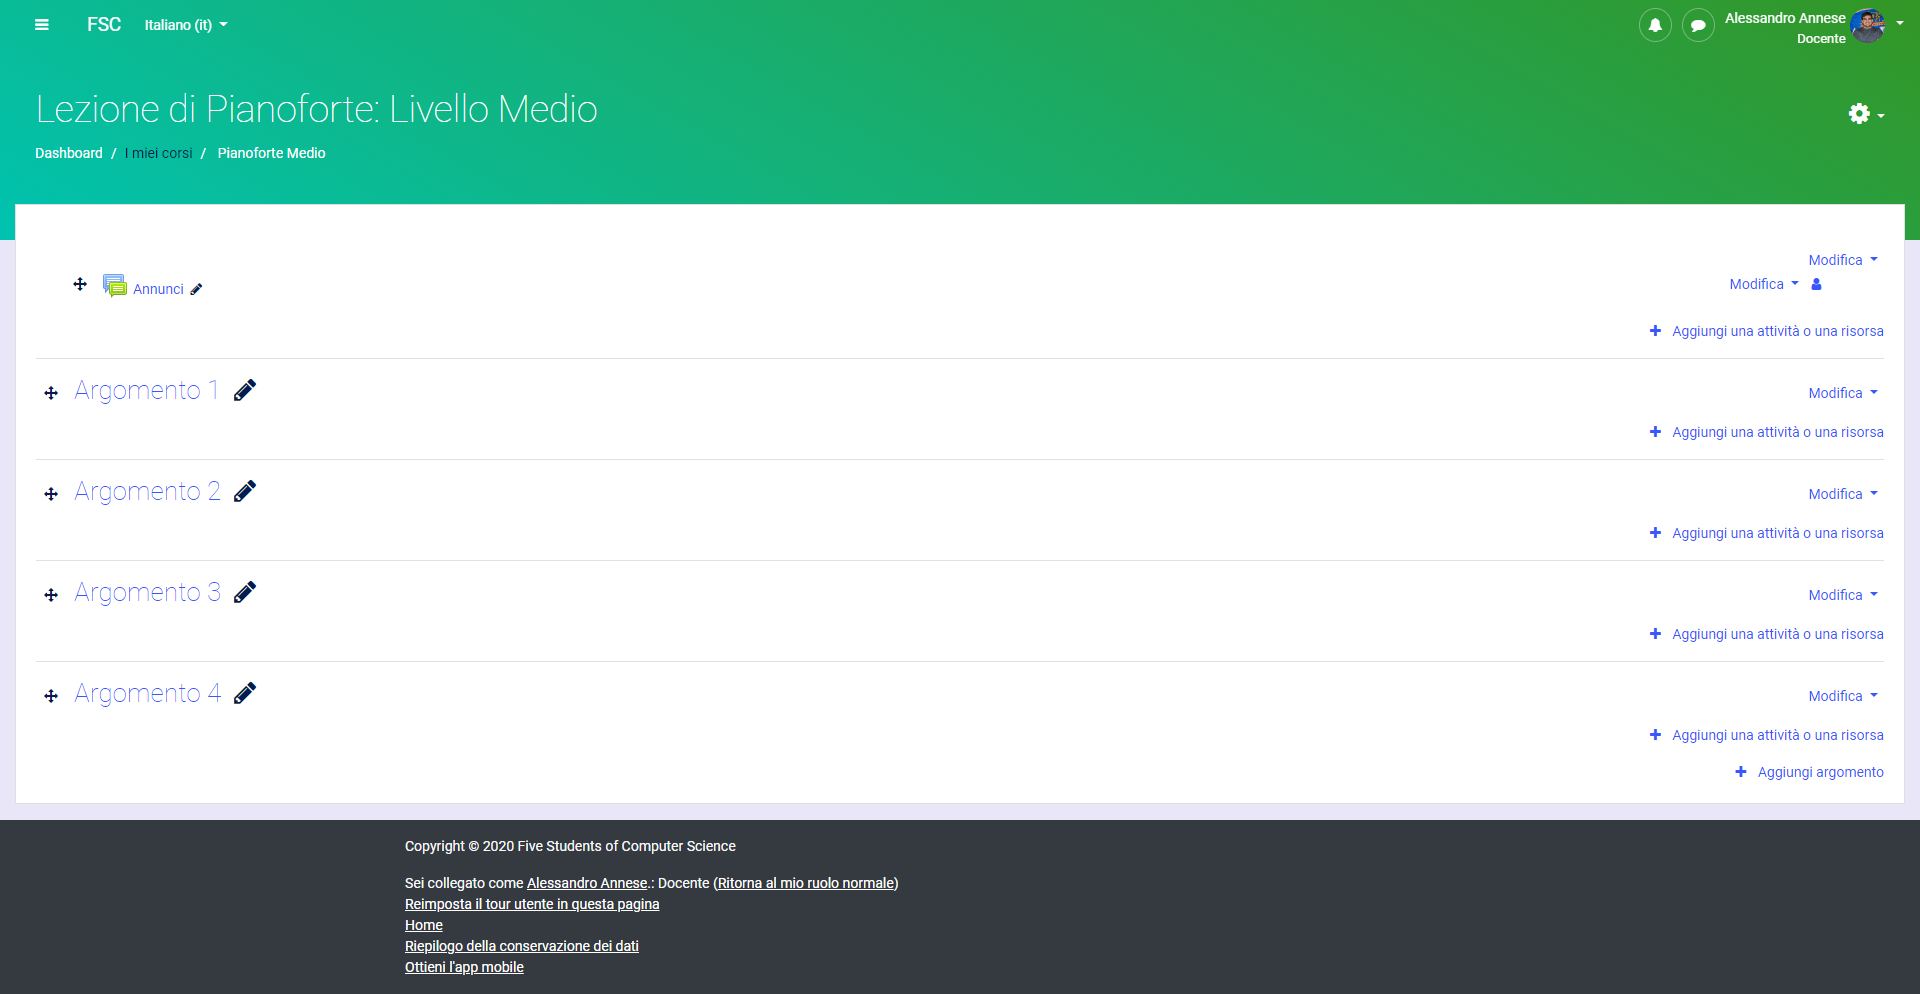 FSC Italiano (it)
Alessandro Annese
Docente
Lezione di Pianoforte: Livello Medio
Dashboard / I miei corsi / Pianoforte Medio
Modifica
Annunci
Modifica
Aggiungi una attività o una risorsa
Argomento 1
Modifica
Aggiungi una attività o una risorsa
Argomento 2
Modifica
Aggiungi una attività o una risorsa
Argomento 3
Modifica
Aggiungi una attività o una risorsa
Argomento 4
Modifica
Aggiungi una attività o una risorsa
Aggiungi argomento
Copyright © 2020 Five Students of Computer Science
Sei collegato come Alessandro Annese.: Docente (Ritorna al mio ruolo normale)
Reimposta il tour utente in questa pagina
Home
Riepilogo della conservazione dei dati
Ottieni l'app mobile